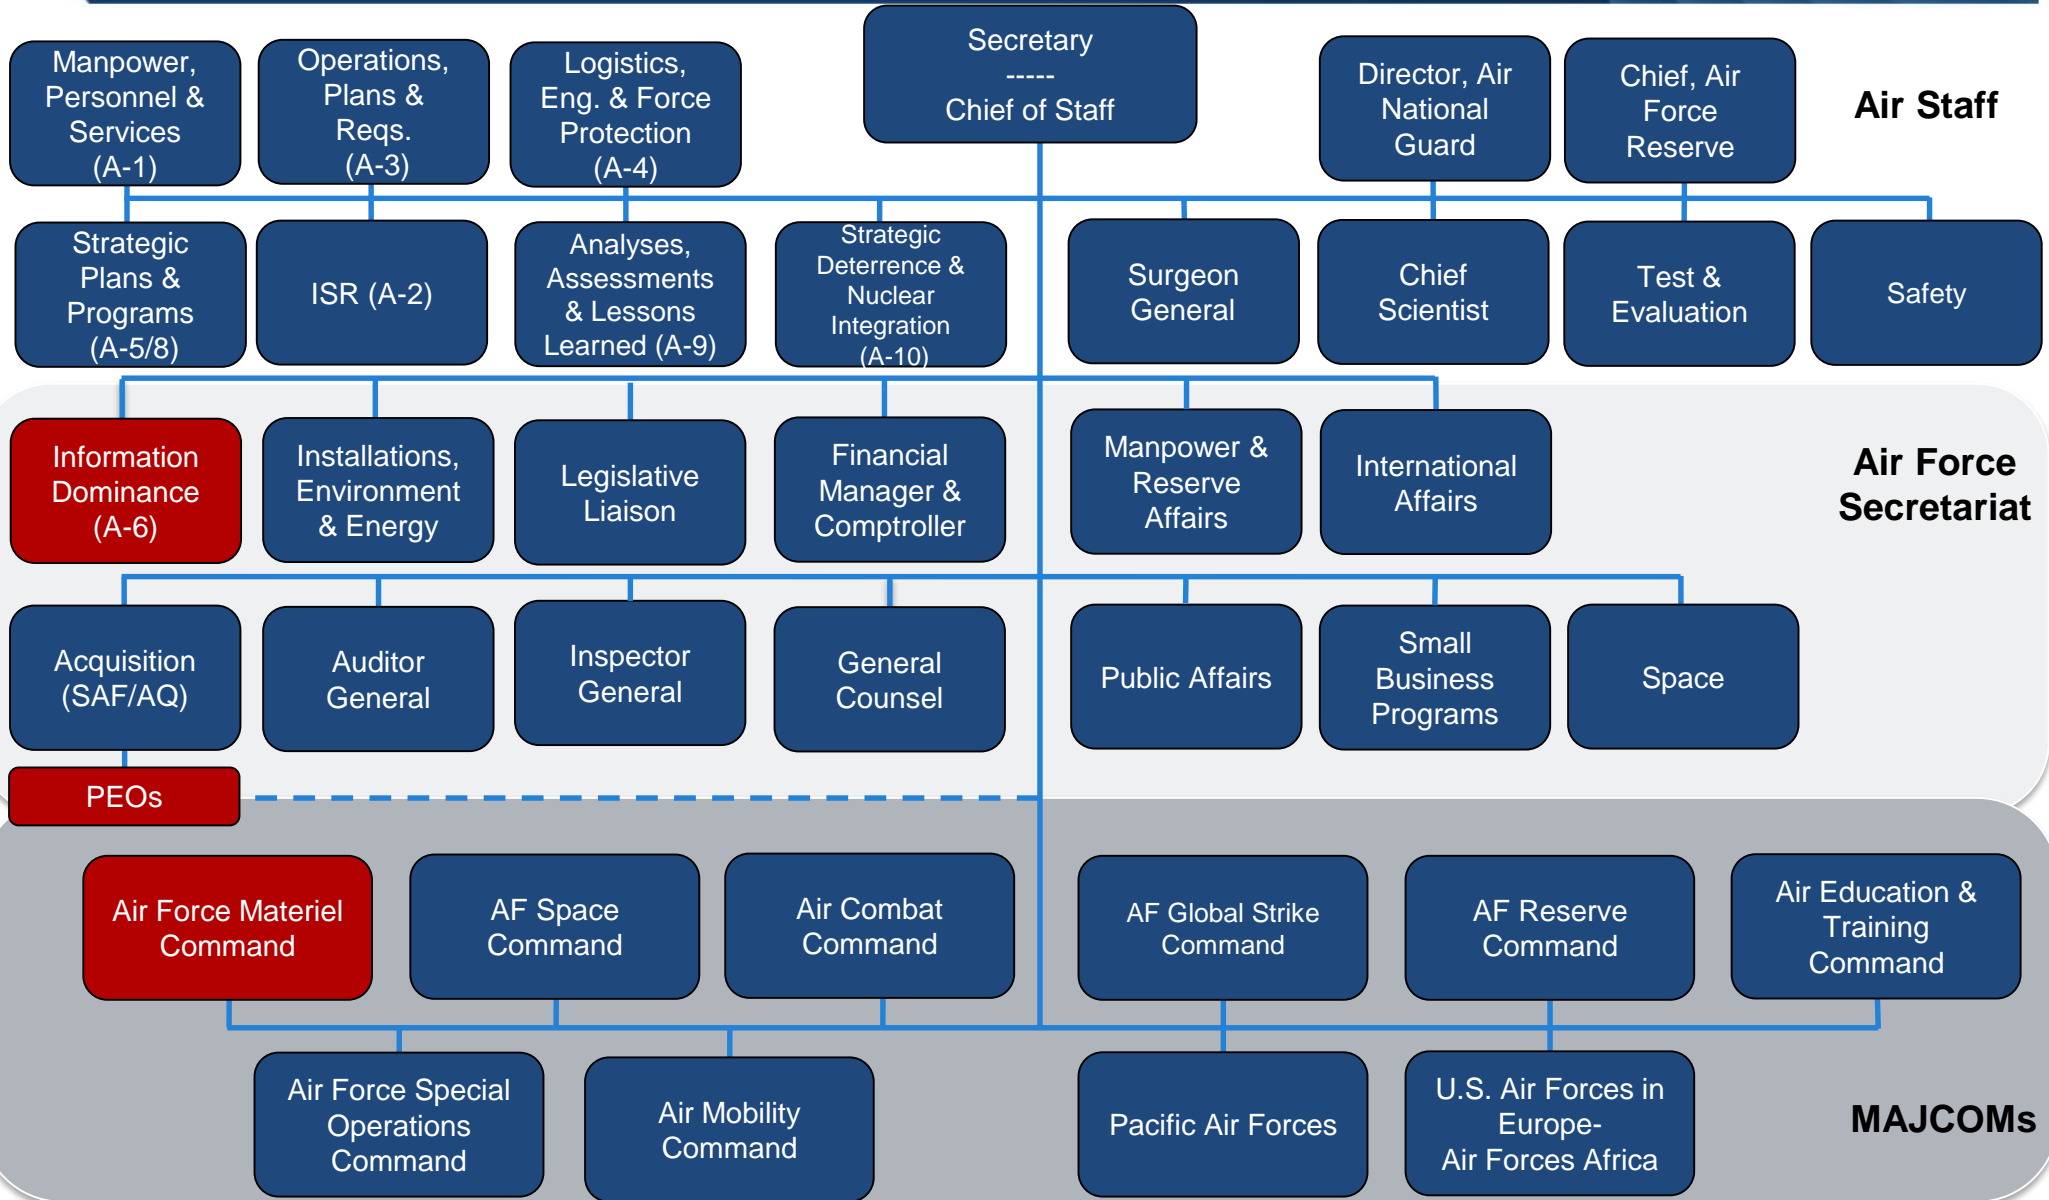 Manpower,
Personnel &
Services
(A-1)
Operations,
Plans &
Reqs.
(A-3)
Logistics,
Eng. & Force
Protection
(A-4)
Secretary
-----
Chief of Staff
Director, Air
National
Guard
Chief, Air
Force
Reserve
Air Staff
Strategic
Plans &
Programs
(A-5/8)
ISR (A-2)
Analyses,
Assessments
& Lessons
Learned (A-9)
Strategic
Deterrence &
Nuclear
Integration
(A-10)
Surgeon
General
Chief
Scientist
Test &
Evaluation
Safety
Information
Dominance
(A-6)
Installations,
Environment
& Energy
Legislative
Liaison
Financial
Manager &
Comptroller
Manpower &
Reserve
Affairs
International
Affairs
Air Force
Secretariat
Acquisition
(SAF/AQ)
Auditor
General
Inspector
General
General
Counsel
Public Affairs
Small
Business
Programs
Space
PEOs
Air Force Materiel
Command
AF Space
Command
Air Combat
Command
AF Global Strike
Command
AF Reserve
Command
Air Education &
Training
Command
Air Force Special
Operations
Command
Air Mobility
Command
Pacific Air Forces
U.S. Air Forces in
Europe-
Air Forces Africa
MAJCOMs